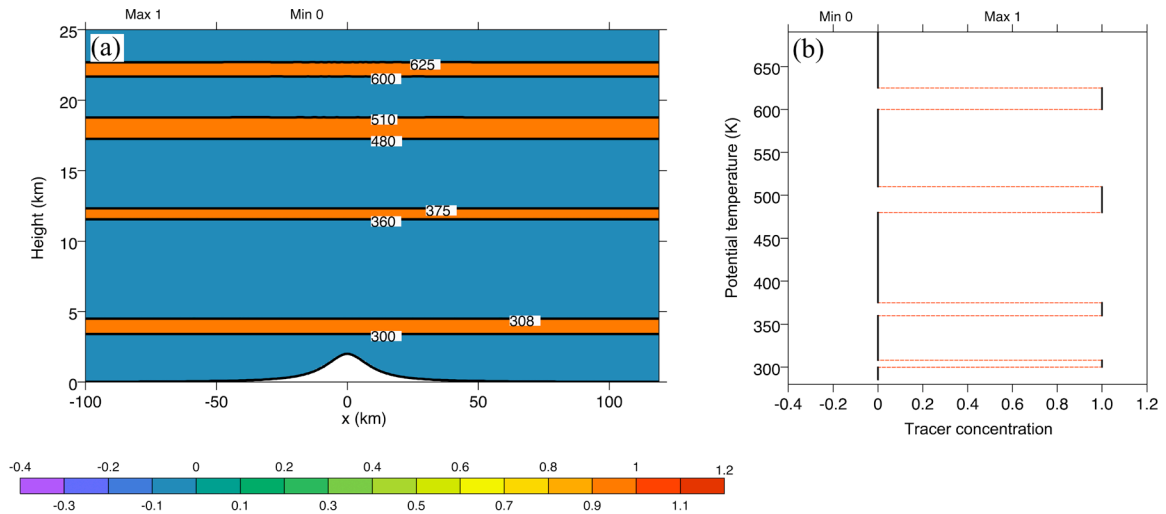 Max 1 Min 0
Min 0 Max 1
25
20
15
10
5
0
Height (km)
(a)
625
600
510
480
375
360
308
300
-100 -50 0 50 100
x (km)
(b)
650
600
550
500
450
400
350
300
Potential temperature (K)
-0.4 -0.2 0 0.2 0.4 0.6 0.8 1.0 1.2
Tracer concentration
-0.4 -0.2 0 0.2 0.4 0.6 0.8 1 1.2
-0.3 -0.1 0.1 0.3 0.5 0.7 0.9 1.1